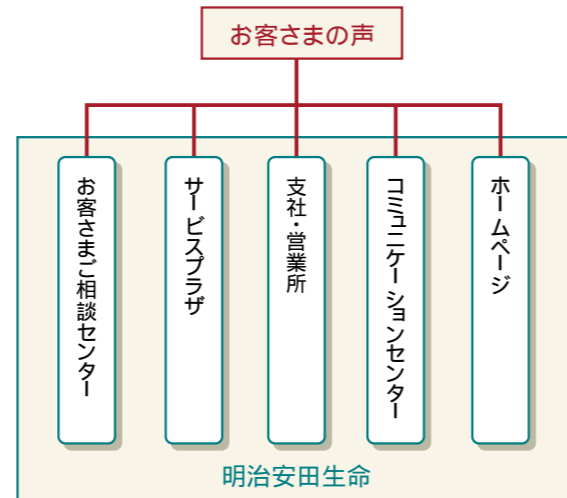 お客さまの声
お客さまご相談センター
サービスプラザ
支社・営業所
コミュニケーションセンター
ホームページ
明治安田生命